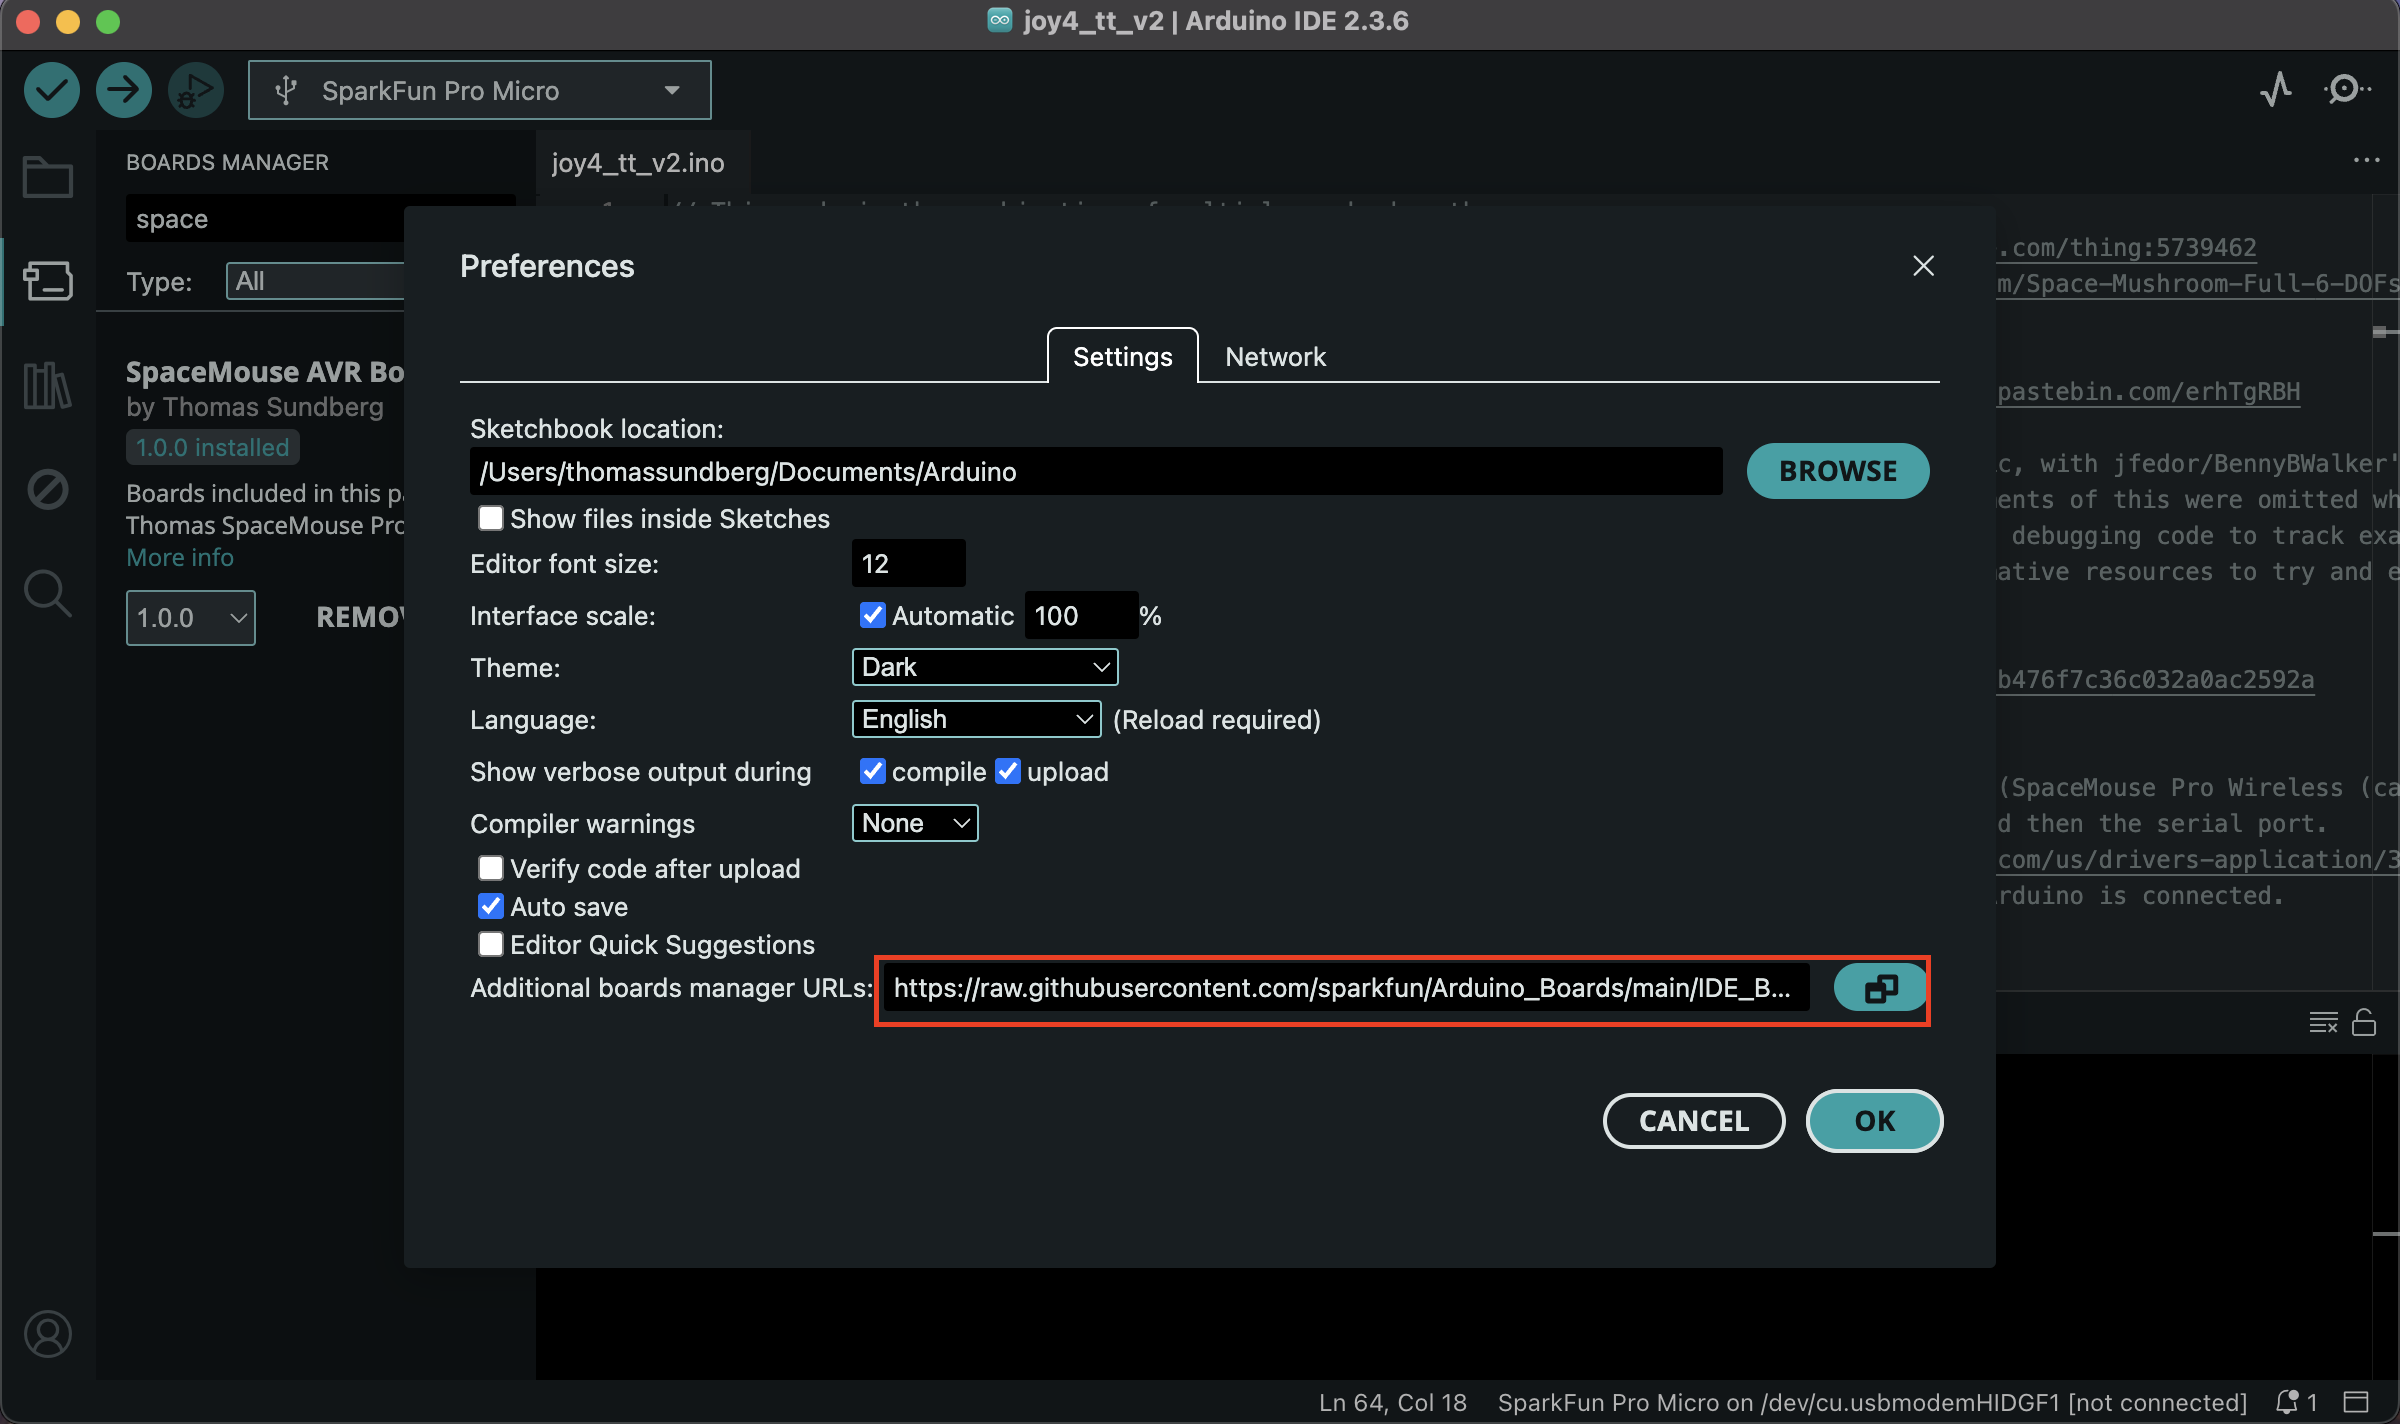 joy4_tt_v2 | Arduino IDE 2.3.6
SparkFun Pro Micro
BOARDS MANAGER
joy4_tt_v2.ino
space
Type: All
SpaceMouse AVR Bo
by Thomas Sundberg
1.0.0 installed
Boards included in this
Thomas SpaceMouse Pro
More info
1.0.0
REMOV
Preferences
Settings Network
Sketchbook location:
/Users/thomassundberg/Documents/Arduino
BROWSE
Show files inside Sketches
Editor font size: 12
Interface scale: Automatic 100 %
Theme: Dark
Language: English (Reload required)
Show verbose output during compile upload
Compiler warnings None
Verify code after upload
Auto save
Editor Quick Suggestions
Additional boards manager URLs: https://raw.githubusercontent.com/sparkfun/Arduino_Boards/main/IDE_B...
CANCEL OK
.com/thing:5739462
m/Space-Mushroom-Full-6-DOFs
pastebin.com/erhTgRBH
c, with jfedor/BennyBWalker'
ents of this were omitted wh
debugging code to track exa
ative resources to try and e
b476f7c36c032a0ac2592a
(SpaceMouse Pro Wireless (ca
d then the serial port.
com/us/drivers-application/3
rduino is connected.
Ln 64, Col 18 SparkFun Pro Micro on /dev/cu.usbmodemHIDGF1 [not connected] 1